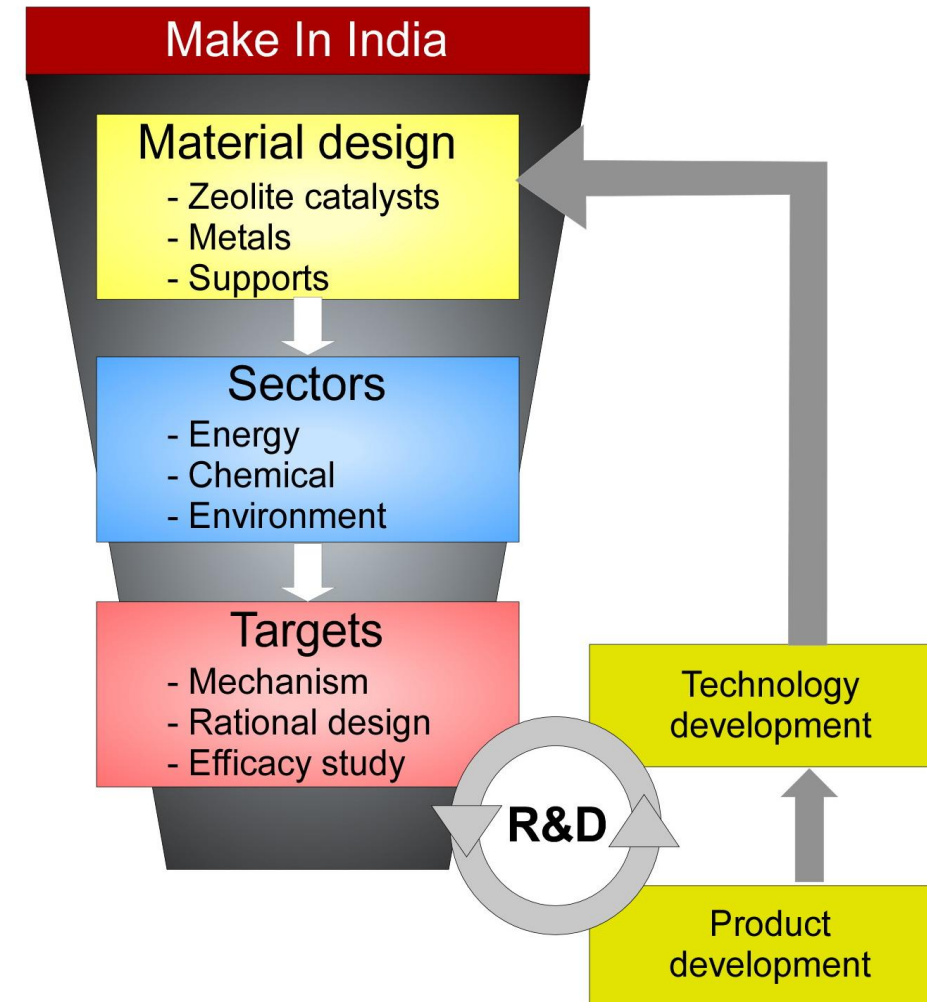 Make In India
Material design
- Zeolite catalysts
- Metals
- Supports
Sectors
- Energy
- Chemical
- Environment
Targets
- Mechanism
- Rational design
- Efficacy study
R&D
Technology
development
Product
development